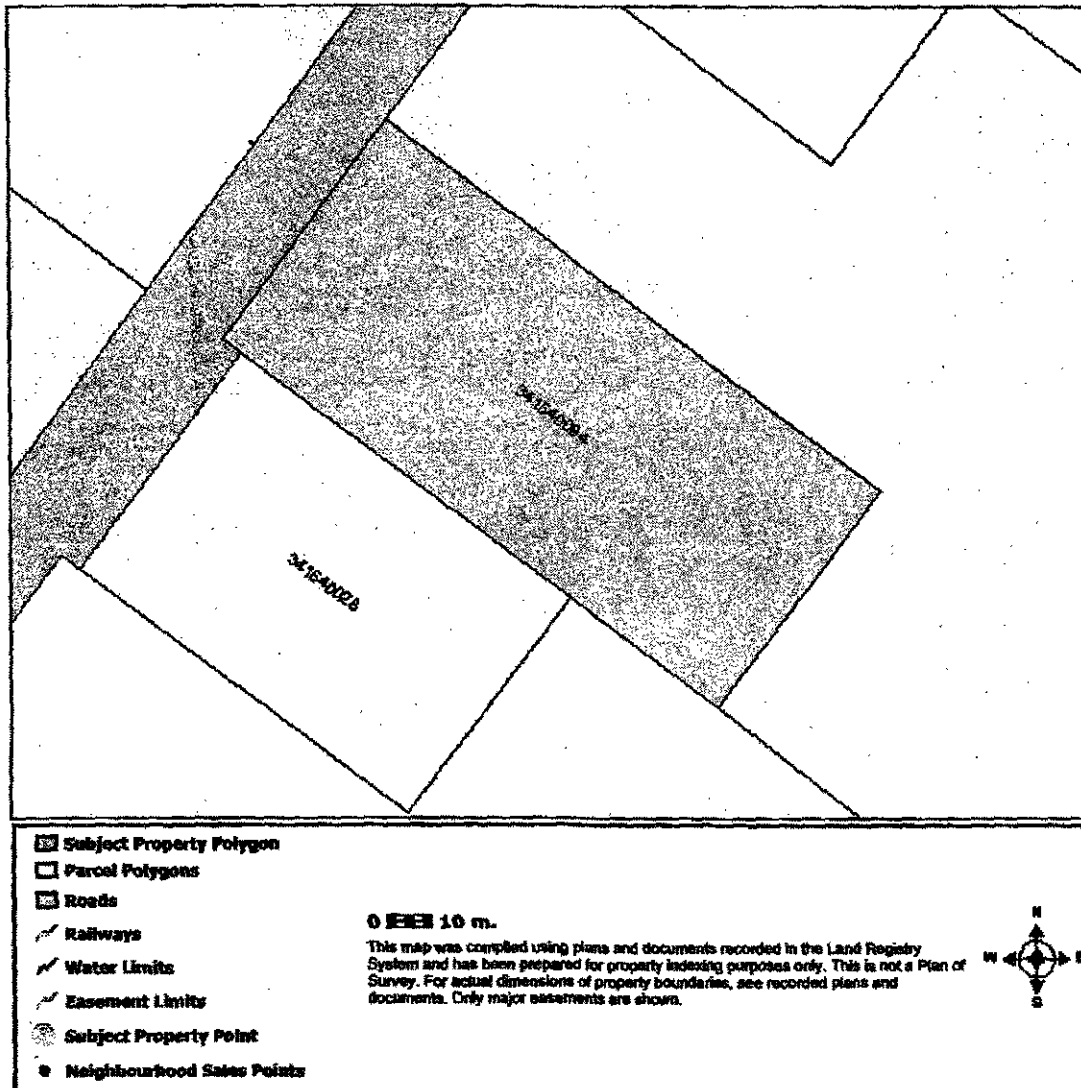 341640094
341640028
Subject Property Polygon
Parcel Polygons
Roads
Railways
Water Limits
Easement Limits
Subject Property Point
Neighbourhood Sales Points
0 10 m.
This map was compiled using plans and documents recorded in the Land Registry
System and has been prepared for property indexing purposes only. This is not a Plan of
Survey. For actual dimensions of property boundaries, see recorded plans and
documents. Only major easements are shown.
N
W E
S